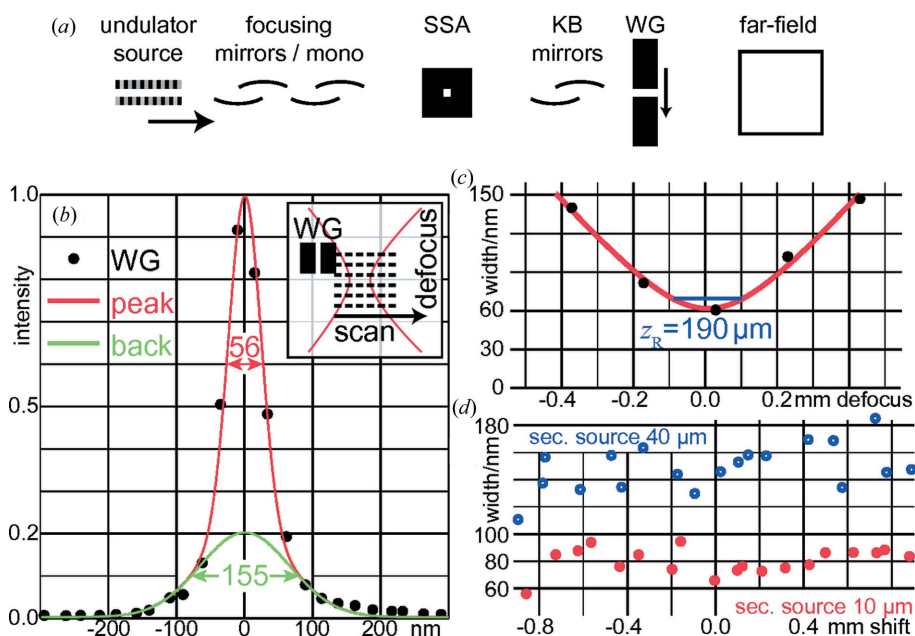 (a)
undulator
source
focusing
mirrors / mono
SSA
KB
mirrors
WG
far-field
(b)
1.0
0.5
0.2
0.0
intensity
WG
peak
back
56
155
WG
scan
defocus
-200
-100
0
100
200
nm
(c)
150
60
30
0
width/nm
zR=190 µm
-0.4
-0.2
0.0
0.2
mm defocus
(d)
180
100
80
60
width/nm
sec. source 40 µm
sec. source 10 µm
-0.8
-0.4
0.0
0.4
mm shift